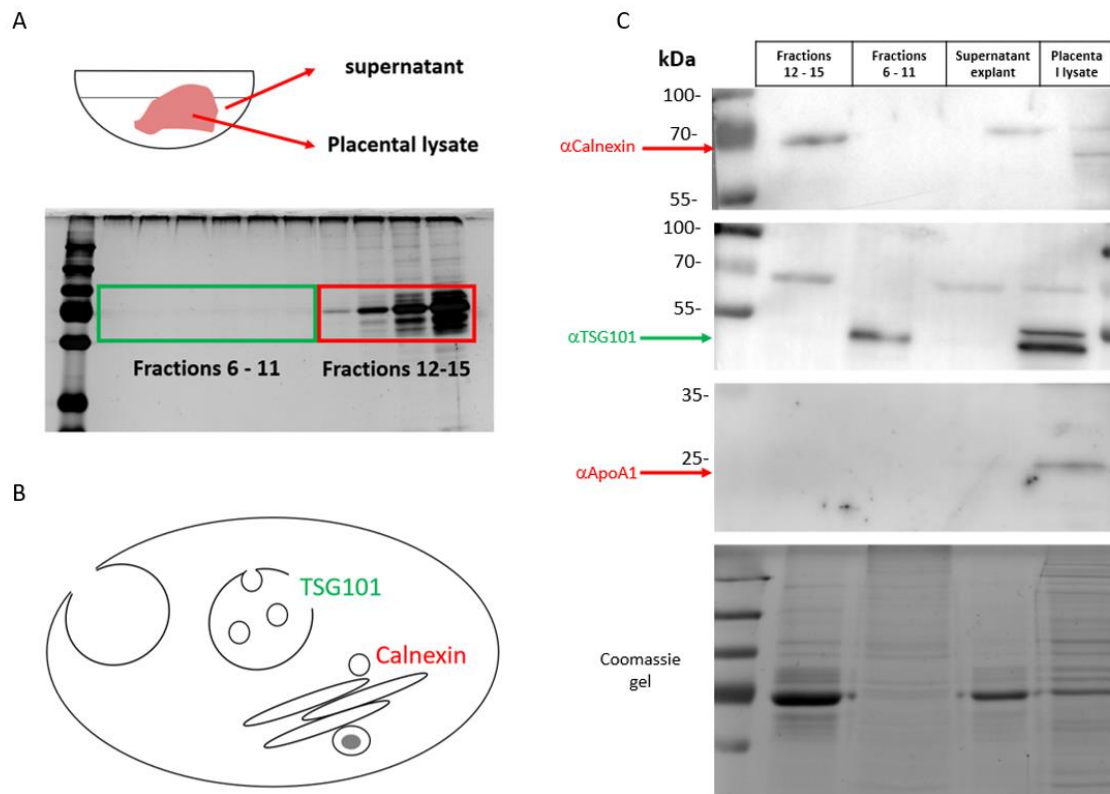 A
supernatant
Placental lysate
Fractions 6 - 11
Fractions 12-15
B
TSG101
Calnexin
C
kDa
Fractions
12 - 15
Fractions
6 - 11
Supernatant
explant
Placenta
l lysate
100-
70-
αCalnexin
55-
100-
70-
55-
αTSG101
35-
25-
αApoA1
Coomassie
gel